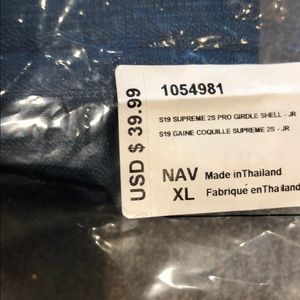 USD $ 39.99
1054981
S19 SUPREME 2S PRO GIRDLE SHELL - JR
S19 GAINE COQUILLE SUPREME 2S - JR
NAV Made inThailand
XL Fabriqué enThailand